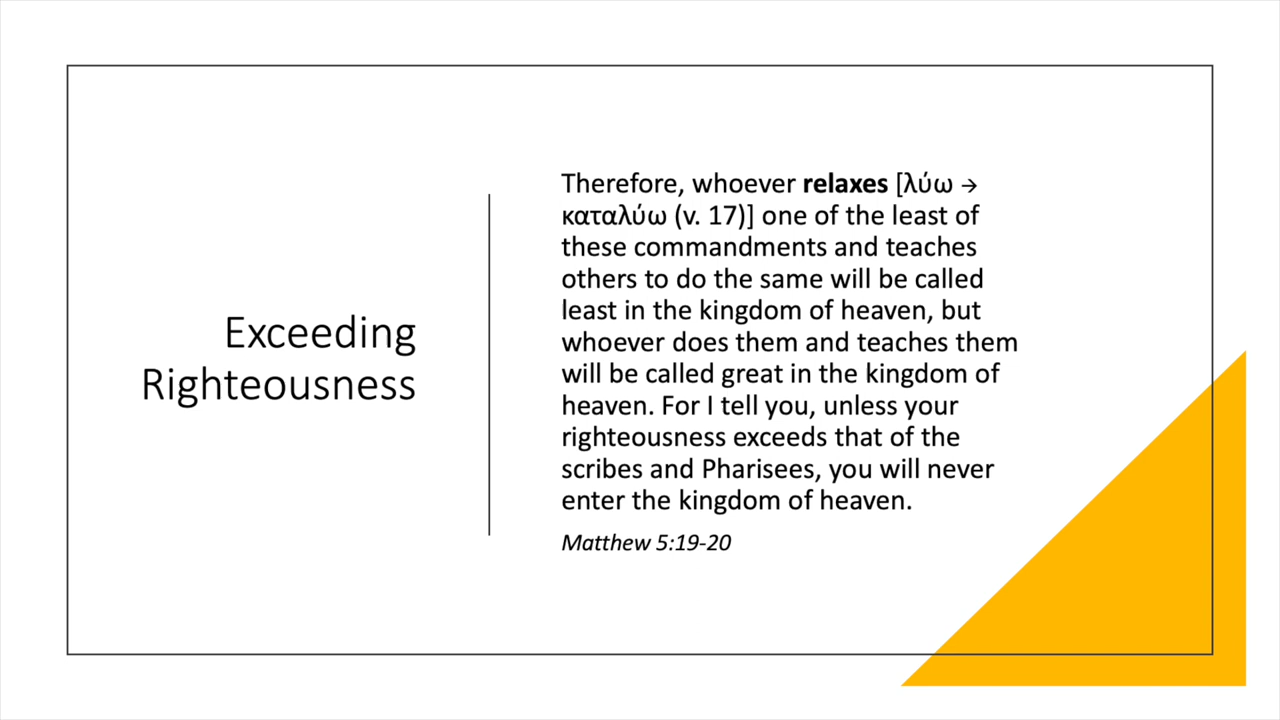 Exceeding
Righteousness
Therefore, whoever relaxes [λύω →
καταλύω (v. 17)] one of the least of
these commandments and teaches
others to do the same will be called
least in the kingdom of heaven, but
whoever does them and teaches them
will be called great in the kingdom of
heaven. For I tell you, unless your
righteousness exceeds that of the
scribes and Pharisees, you will never
enter the kingdom of heaven.
Matthew 5:19-20